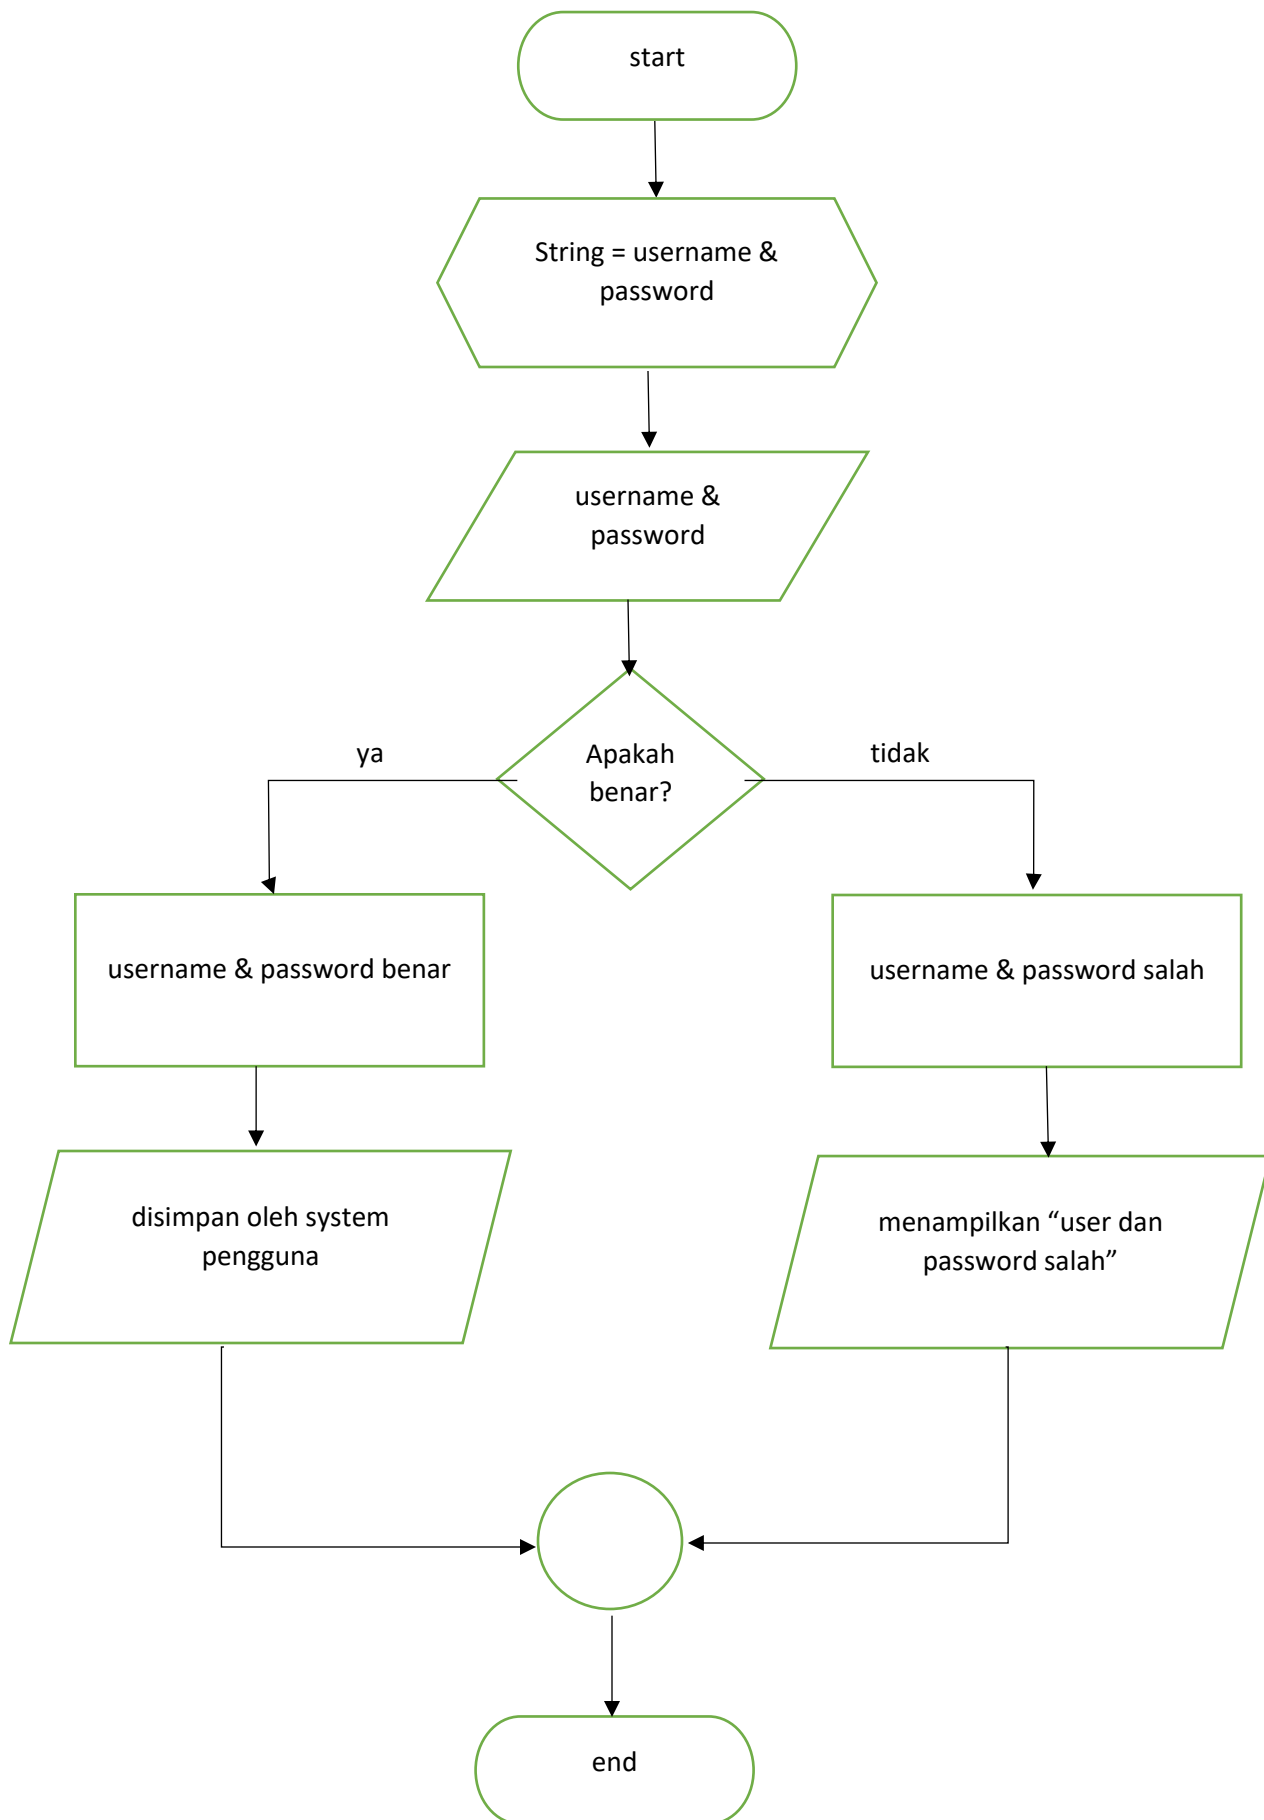 start
String = username &
password
username &
password
Apakah
benar?
ya
tidak
username & password benar
username & password salah
disimpan oleh system
pengguna
menampilkan “user dan
password salah”
end